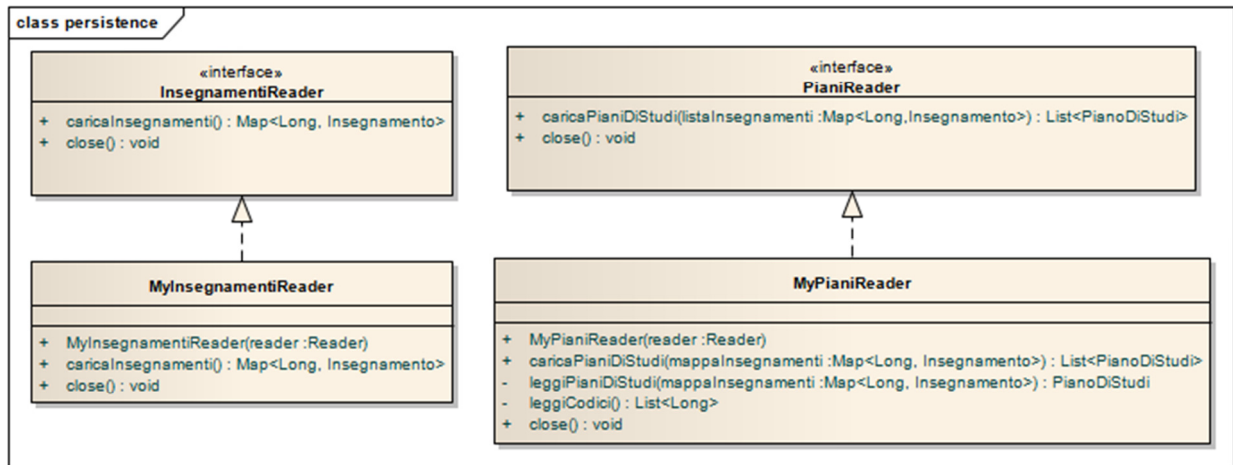 class persistence
«interface»
InsegnamentiReader
+ caricaInsegnamenti() : Map<Long, Insegnamento>
+ close() : void
«interface»
PianiReader
+ caricaPianiDiStudi(listaInsegnamenti :Map<Long,Insegnamento>) : List<PianoDiStudi>
+ close() : void
MyInsegnamentiReader
+ MyInsegnamentiReader(reader :Reader)
+ caricaInsegnamenti() : Map<Long, Insegnamento>
+ close() : void
MyPianiReader
+ MyPianiReader(reader :Reader)
+ caricaPianiDiStudi(mappaInsegnamenti :Map<Long, Insegnamento>) : List<PianoDiStudi>
- leggiPianiDiStudi(mappaInsegnamenti :Map<Long, Insegnamento>) : PianoDiStudi
- leggiCodici() : List<Long>
+ close() : void